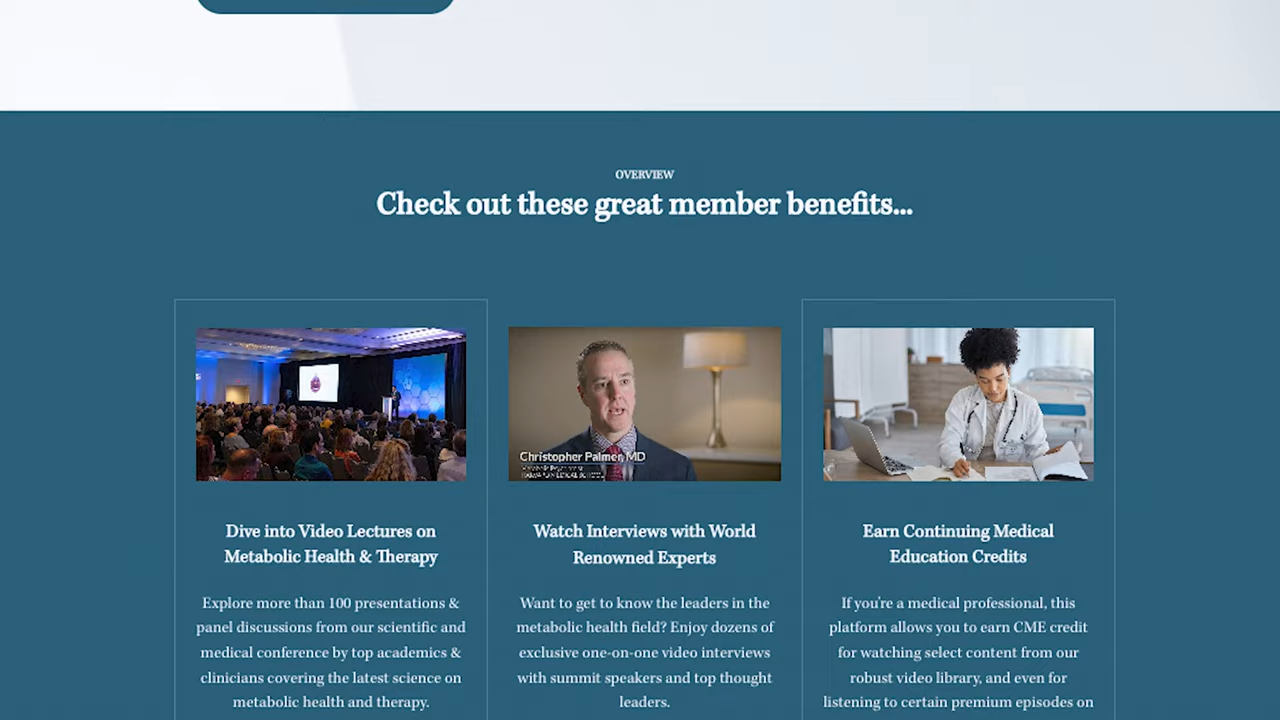 OVERVIEW
Check out these great member benefits...
Christopher Palmer, MD
HARVARD MEDICAL SCHOOL
Dive into Video Lectures on
Metabolic Health & Therapy
Watch Interviews with World
Renowned Experts
Earn Continuing Medical
Education Credits
Explore more than 100 presentations &
panel discussions from our scientific and
medical conference by top academics &
clinicians covering the latest science on
metabolic health and therapy.
Want to get to know the leaders in the
metabolic health field? Enjoy dozens of
exclusive one-on-one video interviews
with summit speakers and top thought
leaders.
If you're a medical professional, this
platform allows you to earn CME credit
for watching select content from our
robust video library, and even for
listening to certain premium episodes on